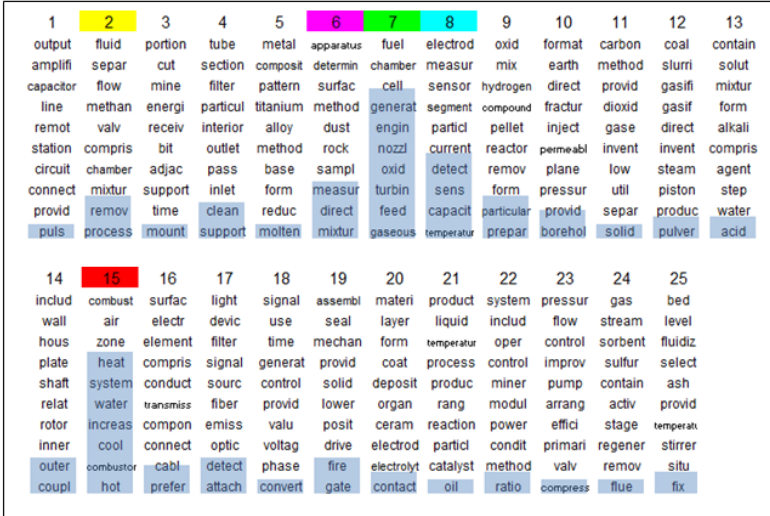 1 2 3 4 5 6 7 8 9 10 11 12 13
output fluid portion tube metal apparatus fuel electrod oxid format carbon coal contain
amplifi separ cut section composit determin chamber measur mix earth method slurri solut
capacitor flow mine filter pattern surfac cell sensor hydrogen direct provid gasifi mixtur
line methan energi particul titanium method generat segment compound fractur dioxid gasif form
remot valv receiv interior alloy dust engin particl pellet inject gase direct alkali
station compris bit outlet method rock nozzl current reactor permeabl invent invent compris
circuit chamber adjac pass base sampl oxid detect remov plane low steam agent
connect mixtur support inlet form measur turbin sens form pressur util piston step
provid remov time clean reduc direct feed capacit particular provid separ produc water
puls process mount support molten mixtur gaseous temperatur prepar borehol solid pulver acid
14 15 16 17 18 19 20 21 22 23 24 25
includ combust surfac light signal assembl materi product system pressur gas bed
wall air electr devic use seal layer liquid includ flow stream level
hous zone element filter time mechan form temperatur oper control sorbent fluidiz
plate heat compris signal generat provid coat process control improv sulfur select
shaft system conduct sourc control solid deposit produc miner pump contain ash
relat water transmiss fiber provid lower organ rang modul arrang activ provid
rotor increas compon emiss valu posit ceram reaction power effici stage temperatu
inner cool connect optic voltag drive electrod particl condit primari regener stirrer
outer combustor cabl detect phase fire electrolyt catalyst method valv remov situ
coupl hot prefer attach convert gate contact oil ratio compress flue fix